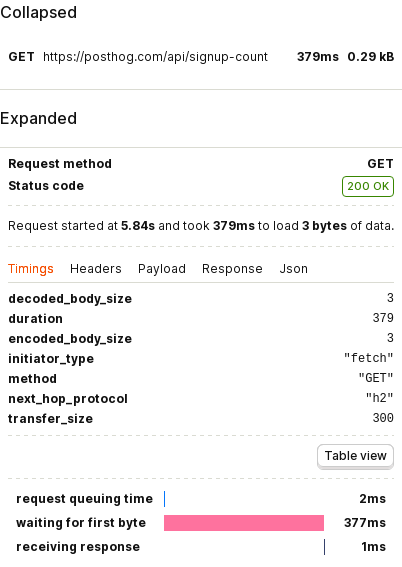 Collapsed
GET https://posthog.com/api/signup-count 379ms 0.29 kB
Expanded
Request method GET
Status code 200 OK
Request started at 5.84s and took 379ms to load 3 bytes of data.
Timings Headers Payload Response Json
decoded_body_size 3
duration 379
encoded_body_size 3
initiator_type "fetch"
method "GET"
next_hop_protocol "h2"
transfer_size 300
Table view
request queuing time 2ms
waiting for first byte 377ms
receiving response 1ms